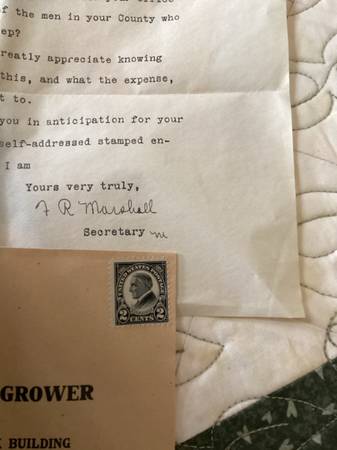 of the men in your County who
eep?
reatly appreciate knowing
this, and what the expense,
t to.
you in anticipation for your
self-addressed stamped en-
I am
Yours very truly,
F R Marshall
Secretary
UNITED STATES POSTAGE
2 CENTS 2
GROWER
BUILDING